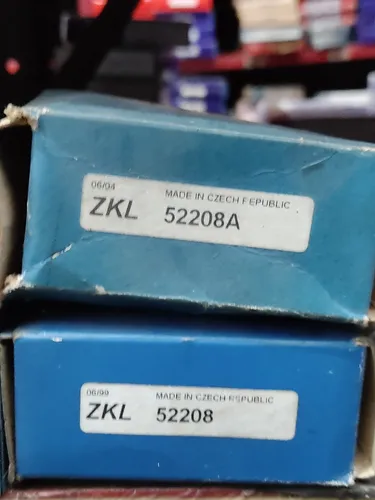 06/04 MADE IN CZECH REPUBLIC
ZKL 52208A
06/99 MADE IN CZECH REPUBLIC
ZKL 52208